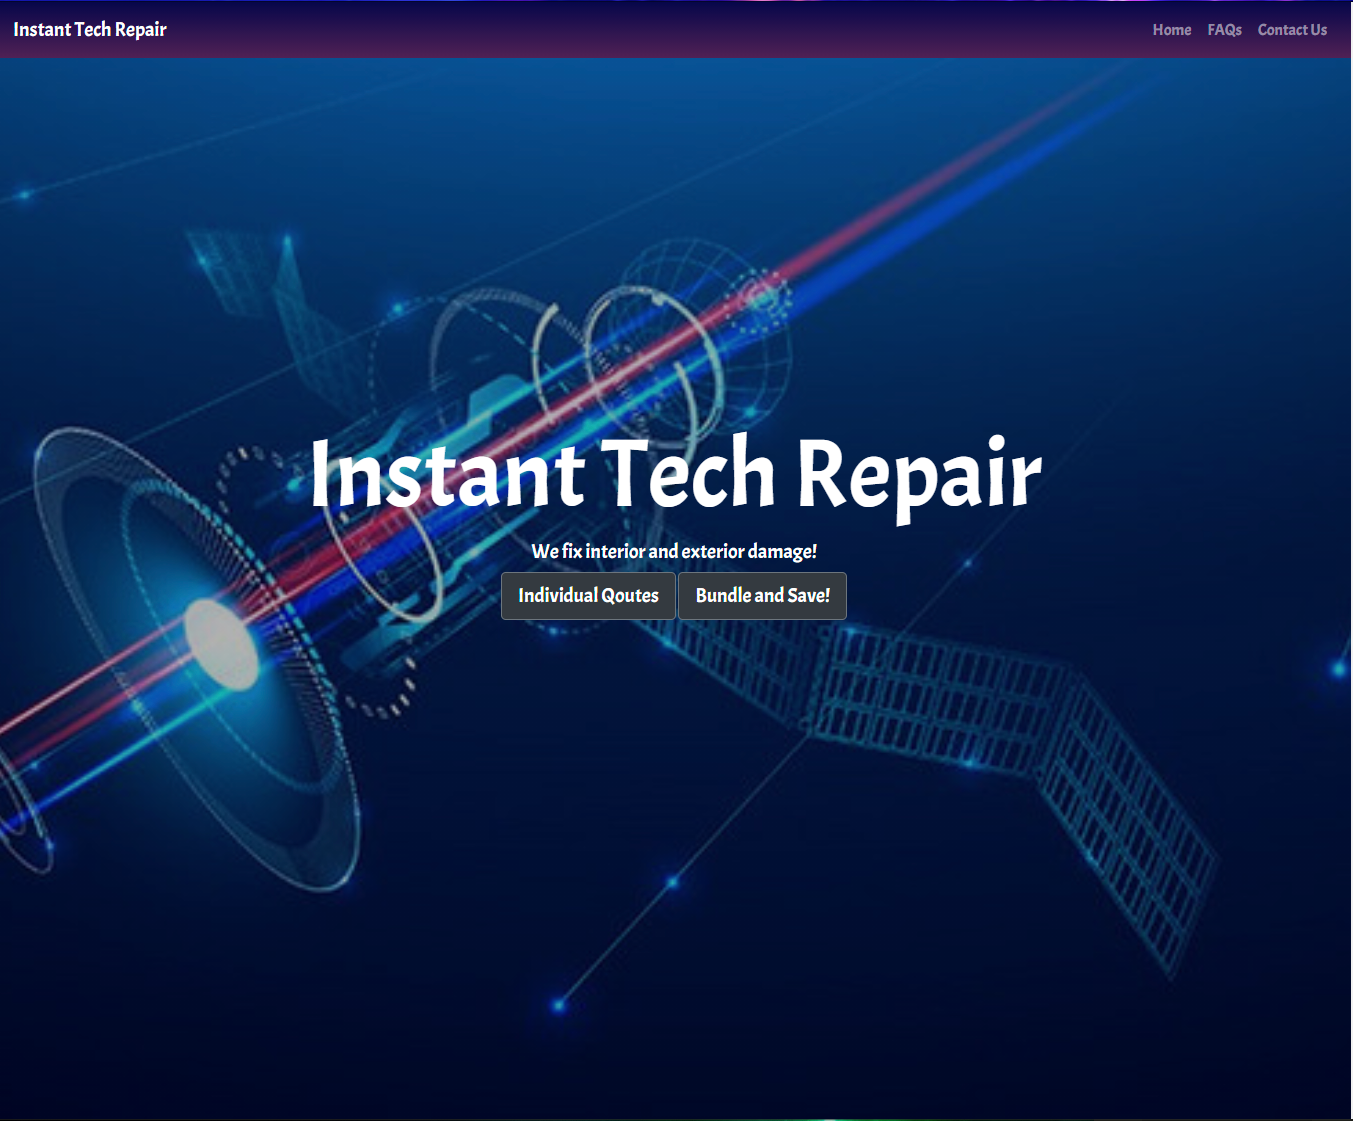 Instant Tech Repair
Home FAQs Contact Us
Instant Tech Repair
We fix interior and exterior damage!
Individual Qoutes Bundle and Save!